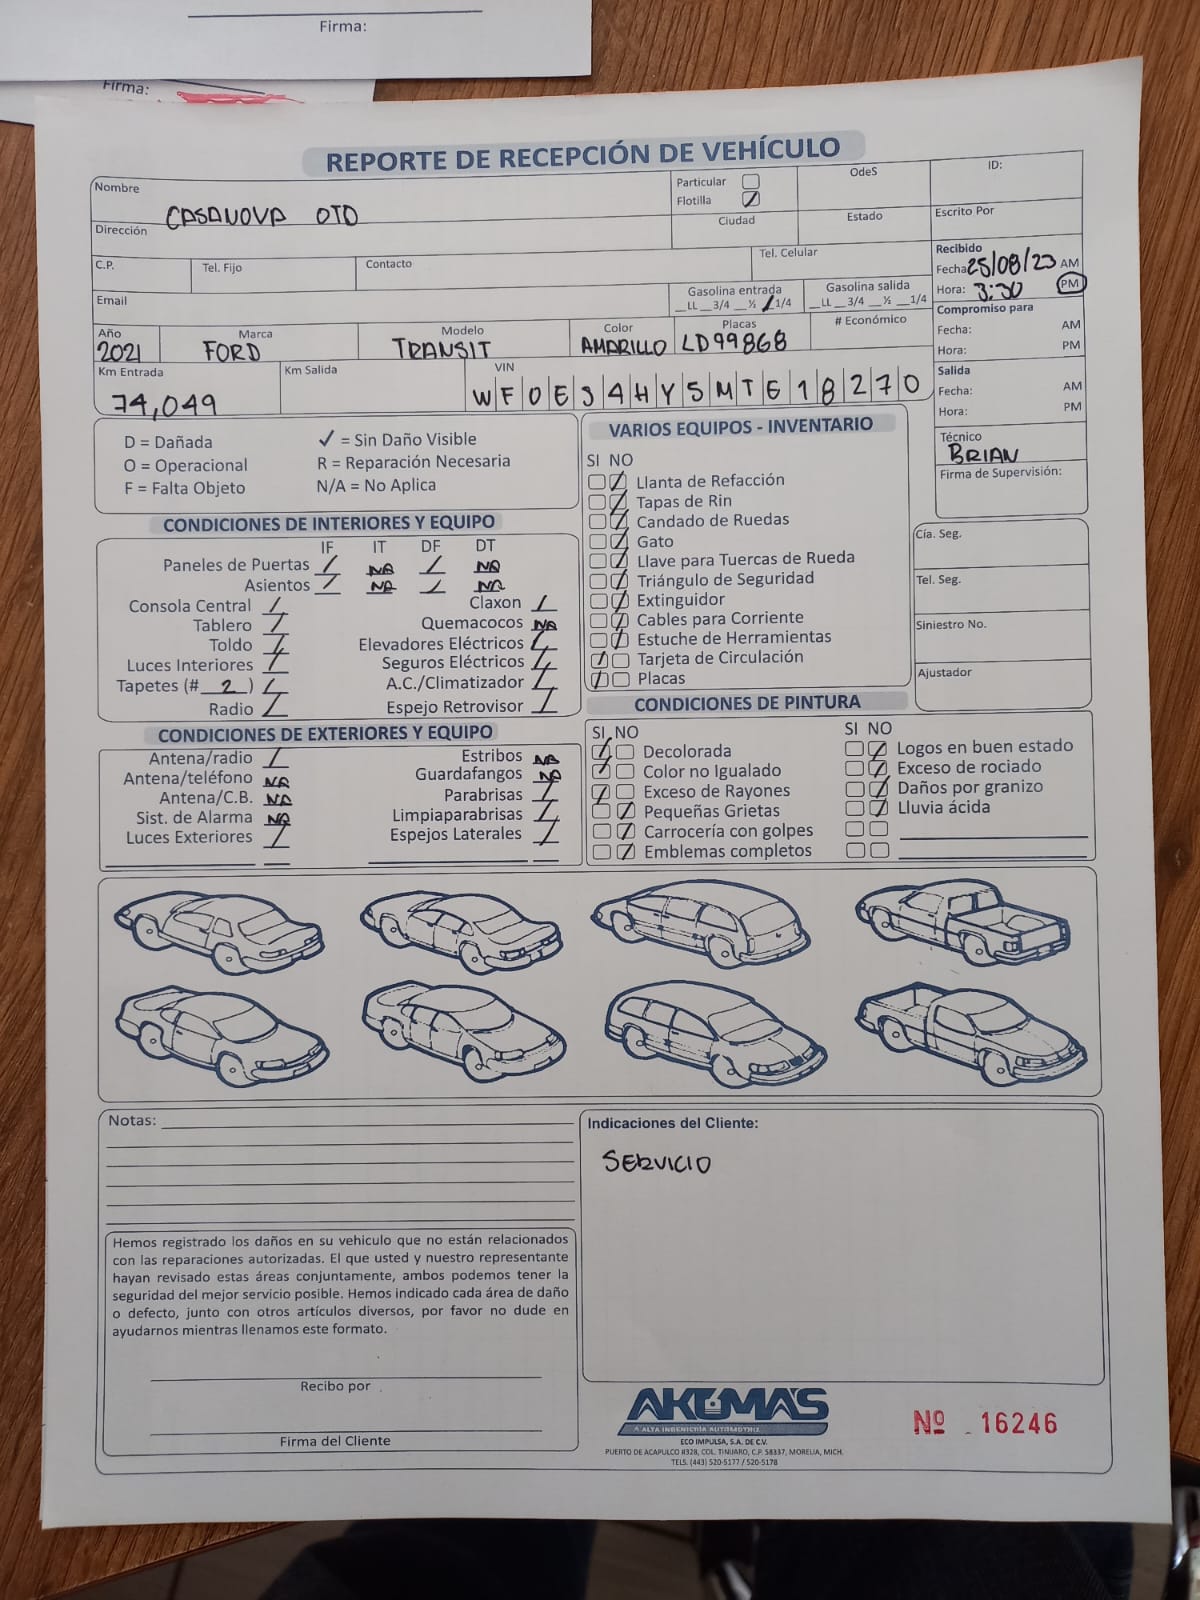 Firma:
Firma:
REPORTE DE RECEPCIÓN DE VEHÍCULO
Nombre CASANOVA OTO
Particular
Flotilla /
OdeS
ID:
Dirección
Ciudad
Estado
Escrito Por
C.P.
Tel. Fijo
Contacto
Tel. Celular
Recibido
Fecha 25/08/23 AM
Hora: 3:30 PM
Email
Gasolina entrada
_LL _3/4 _½ /1/4
Gasolina salida
_LL _3/4 _½ _1/4
Compromiso para
Fecha: AM
Hora: PM
Año 2021
Marca FORD
Modelo TRANSIT
Color AMARILLO
Placas LD99868
# Económico
Km Entrada 74,049
Km Salida
VIN WF0ES4HY5MTE18270
Salida
Fecha: AM
Hora: PM
Técnico
BRIAN
Firma de Supervisión:
D = Dañada
✓ = Sin Daño Visible
O = Operacional
R = Reparación Necesaria
F = Falta Objeto
N/A = No Aplica
CONDICIONES DE INTERIORES Y EQUIPO
IF IT DF DT
Paneles de Puertas / NA / NA
Asientos / NA / NA
Consola Central /
Claxon /
Tablero /
Quemacocos NA
Toldo /
Elevadores Eléctricos /
Luces Interiores /
Seguros Eléctricos /
Tapetes (# 2 ) /
A.C./Climatizador /
Radio /
Espejo Retrovisor /
CONDICIONES DE EXTERIORES Y EQUIPO
Antena/radio /
Estribos NA
Antena/teléfono NA
Guardafangos NA
Antena/C.B. NA
Parabrisas /
Sist. de Alarma NA
Limpiaparabrisas /
Luces Exteriores /
Espejos Laterales /
VARIOS EQUIPOS - INVENTARIO
SI NO
Llanta de Refacción
Tapas de Rin
Candado de Ruedas
Gato
Llave para Tuercas de Rueda
Triángulo de Seguridad
Extinguidor
Cables para Corriente
Estuche de Herramientas
Tarjeta de Circulación
Placas
Cía. Seg.
Tel. Seg.
Siniestro No.
Ajustador
CONDICIONES DE PINTURA
SI NO
SI NO
Decolorada
Logos en buen estado
Color no Igualado
Exceso de rociado
Exceso de Rayones
Daños por granizo
Pequeñas Grietas
Lluvia ácida
Carrocería con golpes
Emblemas completos
Notas:
Indicaciones del Cliente:
SERVICIO
Hemos registrado los daños en su vehiculo que no están relacionados
con las reparaciones autorizadas. El que usted y nuestro representante
hayan revisado estas áreas conjuntamente, ambos podemos tener la
seguridad del mejor servicio posible. Hemos indicado cada área de daño
o defecto, junto con otros artículos diversos, por favor no dude en
ayudarnos mientras llenamos este formato.
Recibo por
Firma del Cliente
AKTMA'S
A ALTA INGENIERÍA AUTOMOTRIZ
ECO IMPULSA, S.A. DE C.V.
PUERTO DE ACAPULCO #328, COL. TINIJARO, C.P. 58337, MORELIA, MICH.
TELS. (443) 520-5177 / 520-5178
Nº 16246